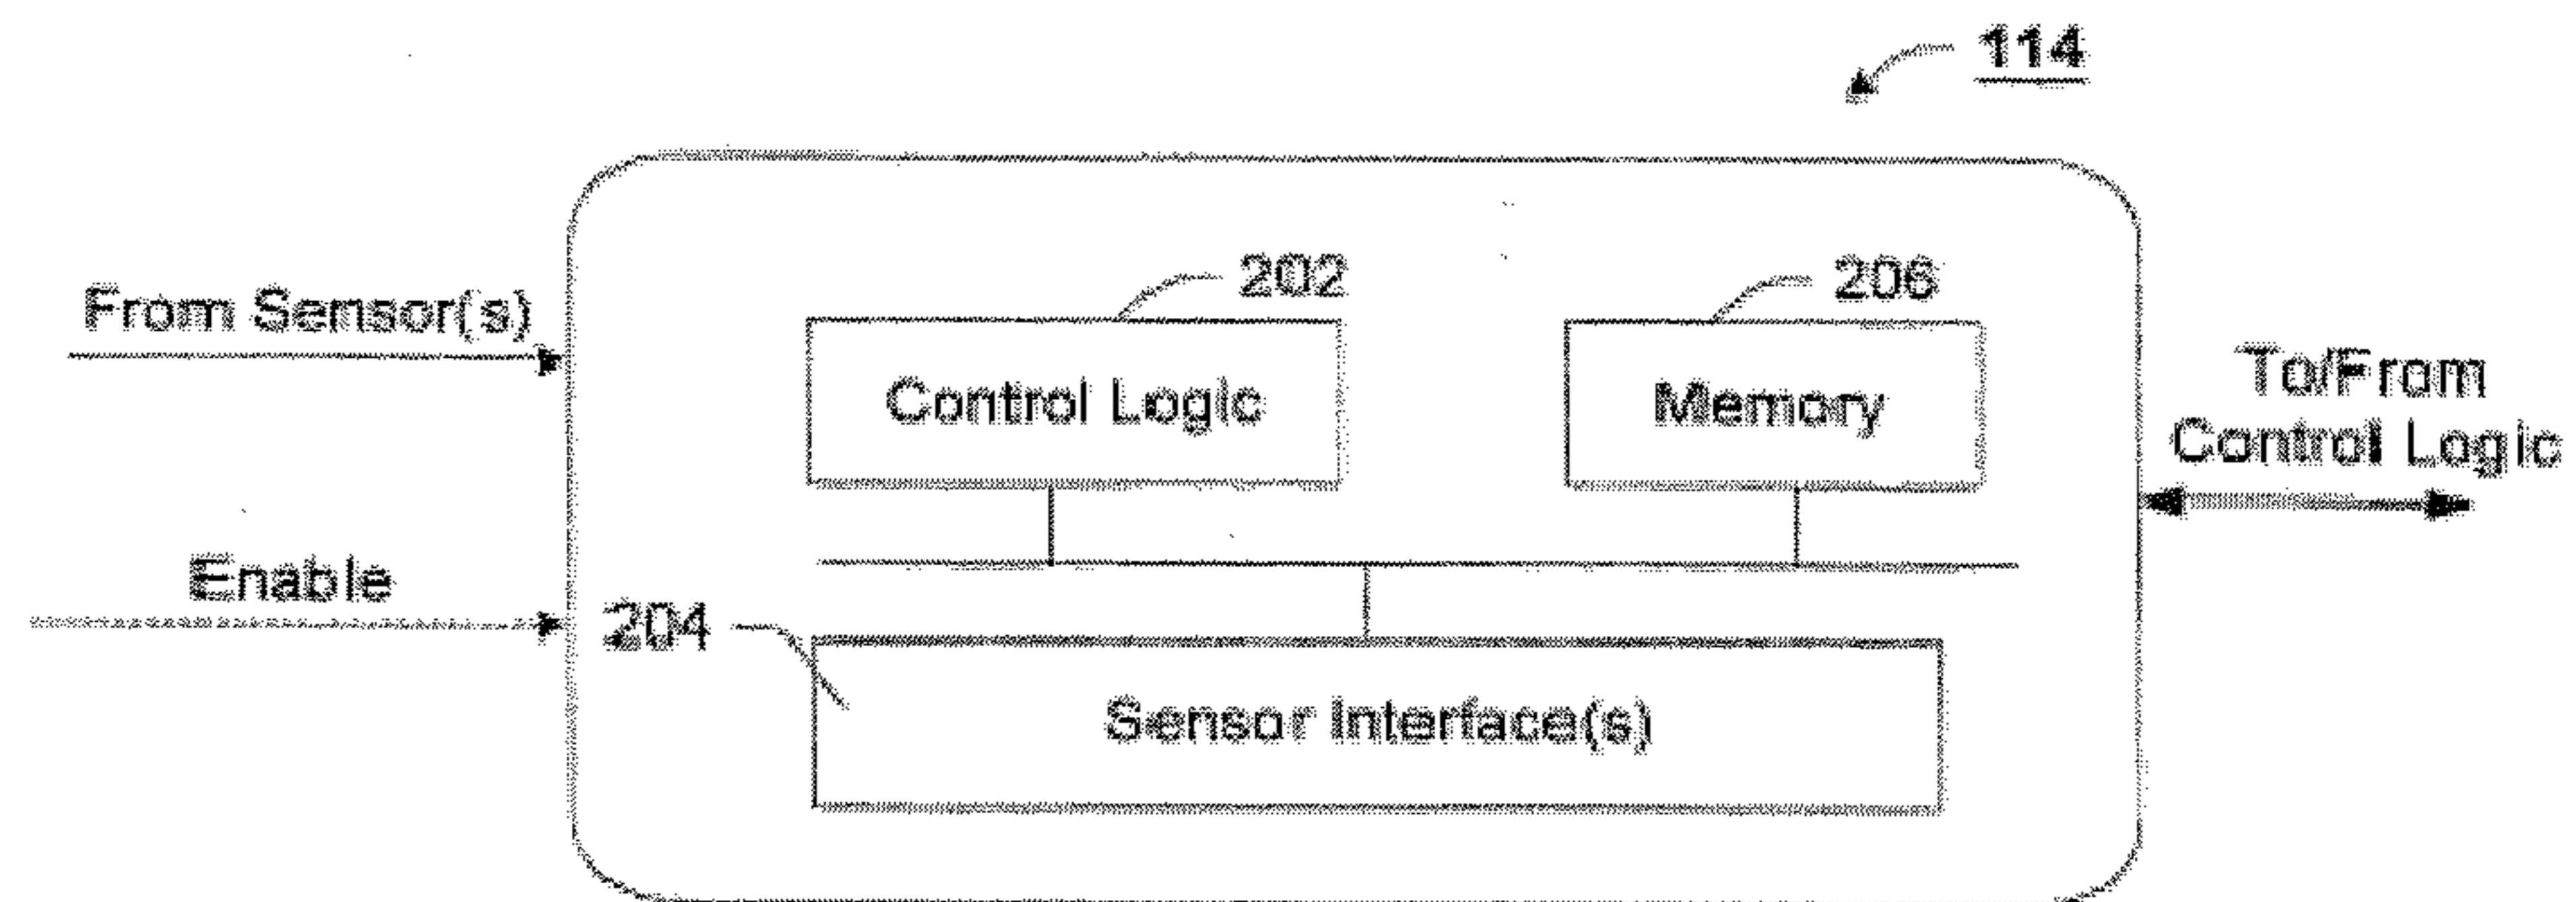 114
202
206
From Sensor(s)
Control Logic
Memory
To/From
Control Logic
Enable
204
Sensor Interface(s)